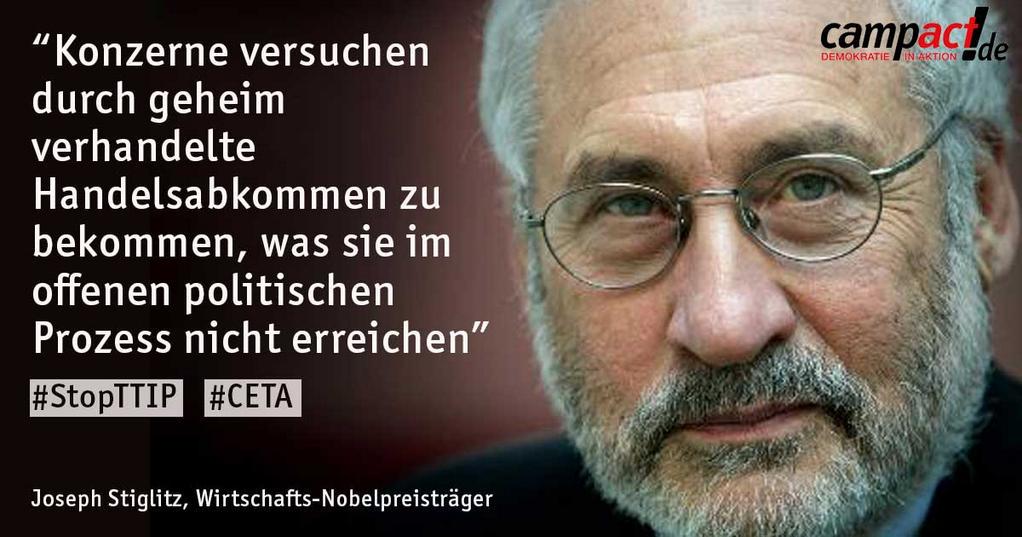 “Konzerne versuchen
durch geheim
verhandelte
Handelsabkommen zu
bekommen, was sie im
offenen politischen
Prozess nicht erreichen”
#StopTTIP #CETA
Joseph Stiglitz, Wirtschafts-Nobelpreisträger
campact!.de
DEMOKRATIE IN AKTION